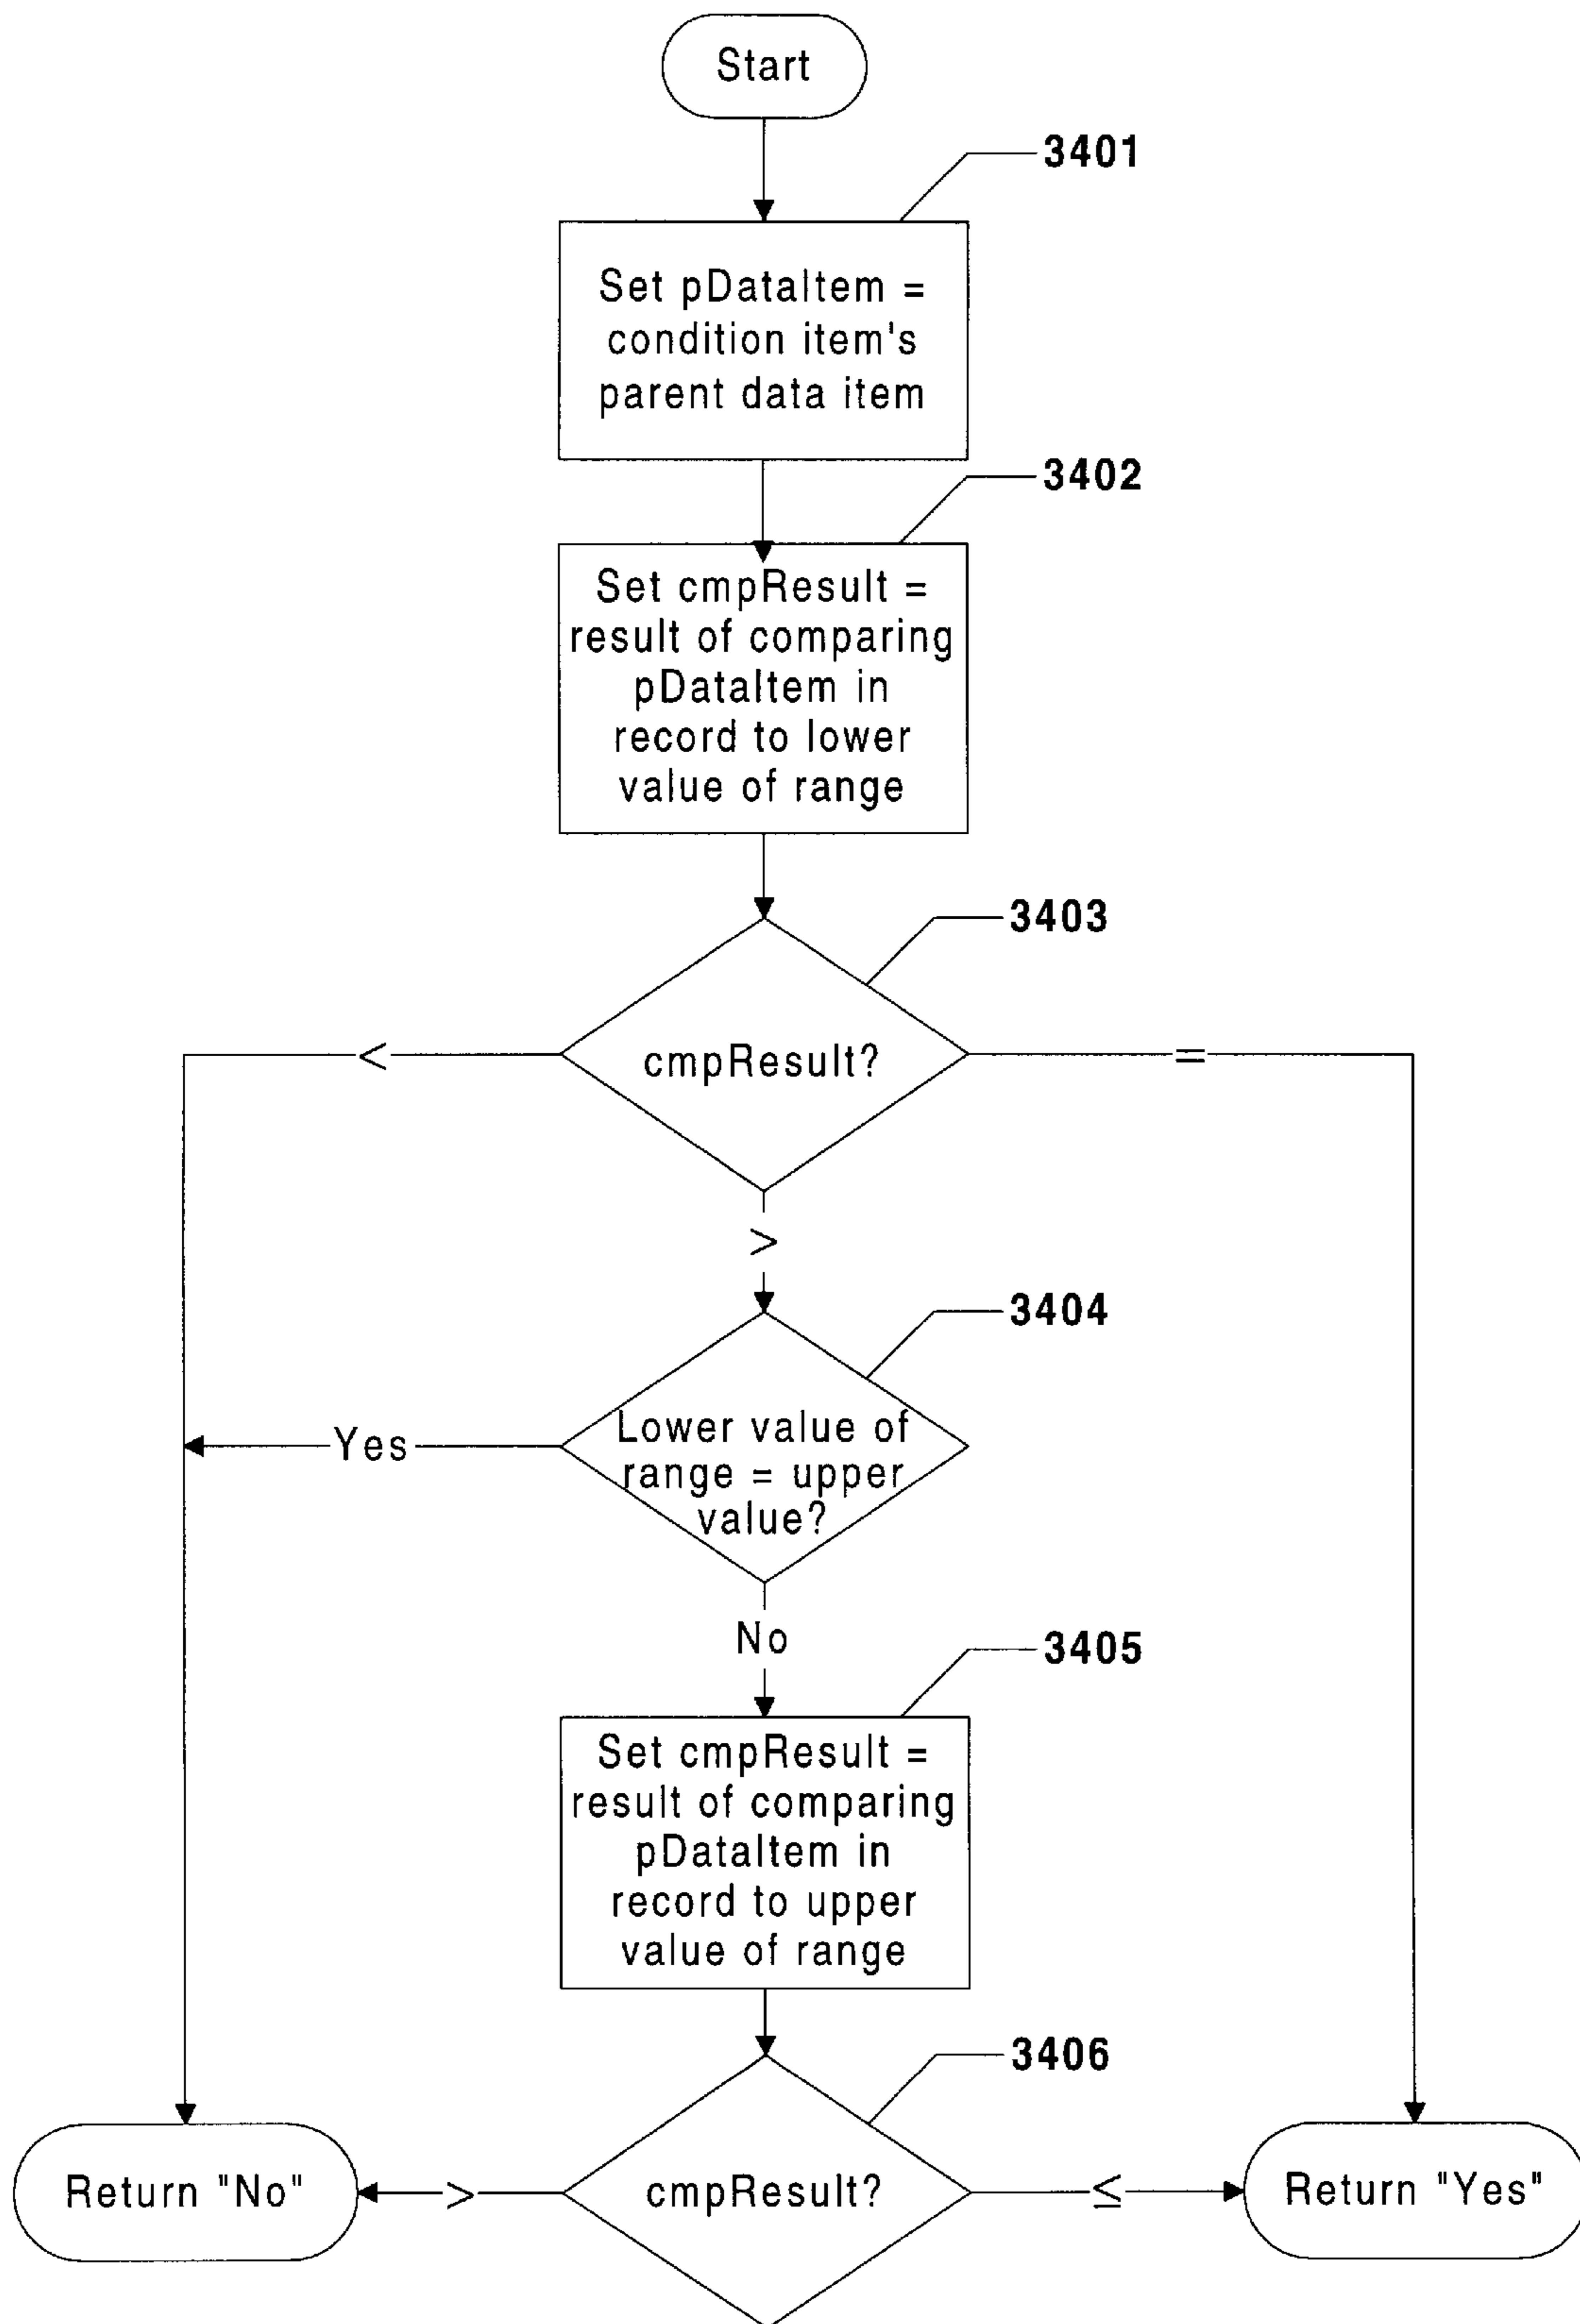 Start
3401
Set pDataItem =
condition item's
parent data item
3402
Set cmpResult =
result of comparing
pDataItem in
record to lower
value of range
3403
<
cmpResult?
=
>
3404
Yes
Lower value of
range = upper
value?
No
3405
Set cmpResult =
result of comparing
pDataItem in
record to upper
value of range
3406
Return "No"
>
cmpResult?
≤
Return "Yes"